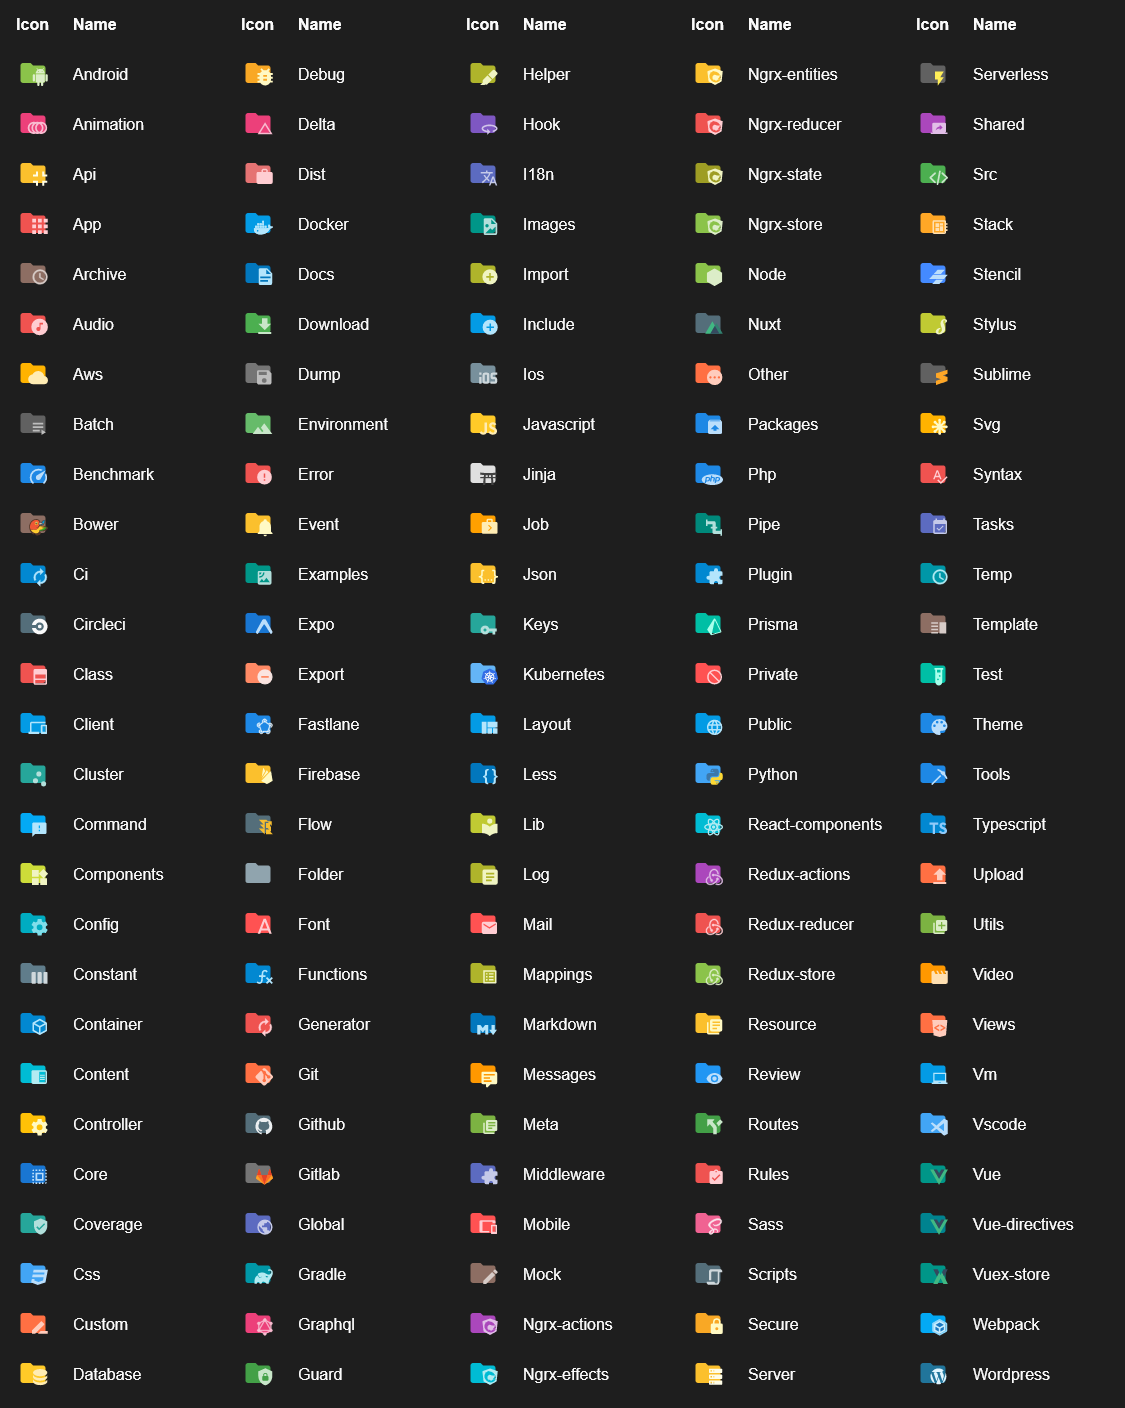 Icon Name Icon Name Icon Name Icon Name Icon Name
Android Debug Helper Ngrx-entities Serverless
Animation Delta Hook Ngrx-reducer Shared
Api Dist I18n Ngrx-state Src
App Docker Images Ngrx-store Stack
Archive Docs Import Node Stencil
Audio Download Include Nuxt Stylus
Aws Dump Ios Other Sublime
Batch Environment Javascript Packages Svg
Benchmark Error Jinja Php Syntax
Bower Event Job Pipe Tasks
Ci Examples Json Plugin Temp
Circleci Expo Keys Prisma Template
Class Export Kubernetes Private Test
Client Fastlane Layout Public Theme
Cluster Firebase Less Python Tools
Command Flow Lib React-components Typescript
Components Folder Log Redux-actions Upload
Config Font Mail Redux-reducer Utils
Constant Functions Mappings Redux-store Video
Container Generator Markdown Resource Views
Content Git Messages Review Vm
Controller Github Meta Routes Vscode
Core Gitlab Middleware Rules Vue
Coverage Global Mobile Sass Vue-directives
Css Gradle Mock Scripts Vuex-store
Custom Graphql Ngrx-actions Secure Webpack
Database Guard Ngrx-effects Server Wordpress